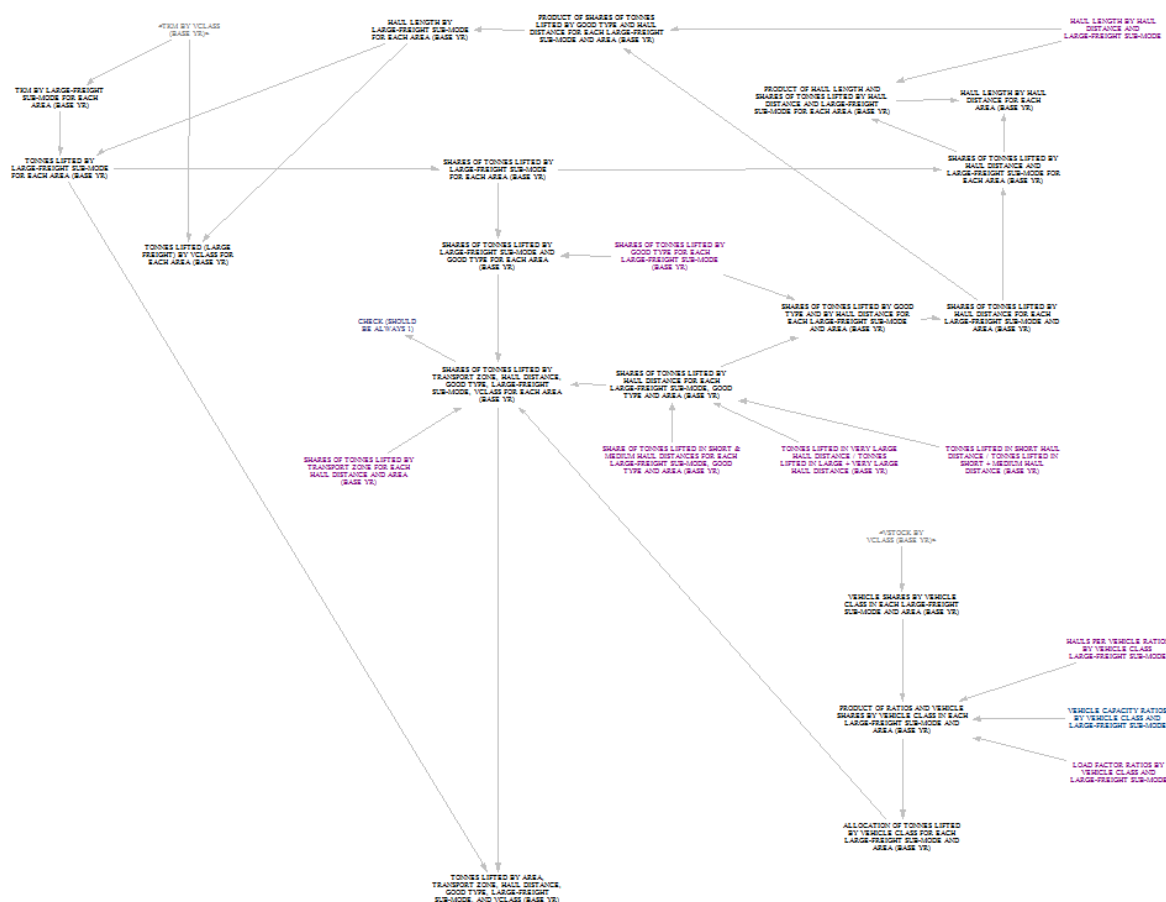 <TKM BY VCLASS
(BASE YR)>
HAUL LENGTH BY
LARGE-FREIGHT SUB-MODE
FOR EACH AREA (BASE YR)
PRODUCT OF SHARES OF TONNES
LIFTED BY GOOD TYPE AND HAUL
DISTANCE FOR EACH LARGE-FREIGHT
SUB-MODE AND AREA (BASE YR)
HAUL LENGTH BY HAUL
DISTANCE AND
LARGE-FREIGHT SUB-MODE
TKM BY LARGE-FREIGHT
SUB-MODE FOR EACH
AREA (BASE YR)
PRODUCT OF HAUL LENGTH AND
SHARES OF TONNES LIFTED BY HAUL
DISTANCE AND LARGE-FREIGHT
SUB-MODE FOR EACH AREA (BASE YR)
HAUL LENGTH BY HAUL
DISTANCE FOR EACH
AREA (BASE YR)
TONNES LIFTED BY
LARGE-FREIGHT SUB-MODE
FOR EACH AREA (BASE YR)
SHARES OF TONNES LIFTED BY
LARGE-FREIGHT SUB-MODE
FOR EACH AREA (BASE YR)
SHARES OF TONNES LIFTED BY
HAUL DISTANCE AND
LARGE-FREIGHT SUB-MODE FOR
EACH AREA (BASE YR)
TONNES LIFTED (LARGE
FREIGHT) BY VCLASS FOR
EACH AREA (BASE YR)
SHARES OF TONNES LIFTED BY
LARGE-FREIGHT SUB-MODE AND
GOOD TYPE FOR EACH AREA
(BASE YR)
SHARES OF TONNES LIFTED BY
GOOD TYPE FOR EACH
LARGE-FREIGHT SUB-MODE
(BASE YR)
SHARES OF TONNES LIFTED BY GOOD
TYPE AND BY HAUL DISTANCE FOR
EACH LARGE-FREIGHT SUB-MODE
AND AREA (BASE YR)
SHARES OF TONNES LIFTED BY
HAUL DISTANCE FOR EACH
LARGE-FREIGHT SUB-MODE AND
AREA (BASE YR)
CHECK (SHOULD
BE ALWAYS 1)
SHARES OF TONNES LIFTED BY
TRANSPORT ZONE, HAUL DISTANCE,
GOOD TYPE, LARGE-FREIGHT
SUB-MODE, VCLASS FOR EACH AREA
(BASE YR)
SHARES OF TONNES LIFTED BY
HAUL DISTANCE FOR EACH
LARGE-FREIGHT SUB-MODE, GOOD
TYPE AND AREA (BASE YR)
SHARES OF TONNES LIFTED BY
TRANSPORT ZONE FOR EACH
HAUL DISTANCE AND AREA
(BASE YR)
SHARE OF TONNES LIFTED IN SHORT &
MEDIUM HAUL DISTANCES FOR EACH
LARGE-FREIGHT SUB-MODE, GOOD
TYPE AND AREA (BASE YR)
TONNES LIFTED IN VERY LARGE
HAUL DISTANCE / TONNES
LIFTED IN LARGE + VERY LARGE
HAUL DISTANCE (BASE YR)
TONNES LIFTED IN SHORT HAUL
DISTANCE / TONNES LIFTED IN
SHORT + MEDIUM HAUL
DISTANCE (BASE YR)
<VSTOCK BY
VCLASS (BASE YR)>
VEHICLE SHARES BY VEHICLE
CLASS IN EACH LARGE-FREIGHT
SUB-MODE AND AREA (BASE YR)
HAULS PER VEHICLE RATIOS
BY VEHICLE CLASS
LARGE-FREIGHT SUB-MODE
PRODUCT OF RATIOS AND VEHICLE
SHARES BY VEHICLE CLASS IN EACH
LARGE-FREIGHT SUB-MODE AND
AREA (BASE YR)
VEHICLE CAPACITY RATIOS
BY VEHICLE CLASS AND
LARGE-FREIGHT SUB-MODE
LOAD FACTOR RATIOS BY
VEHICLE CLASS AND
LARGE-FREIGHT SUB-MODE
ALLOCATION OF TONNES LIFTED
BY VEHICLE CLASS FOR EACH
LARGE-FREIGHT SUB-MODE AND
AREA (BASE YR)
TONNES LIFTED BY AREA,
TRANSPORT ZONE, HAUL DISTANCE,
GOOD TYPE, LARGE-FREIGHT
SUB-MODE, AND VCLASS (BASE YR)